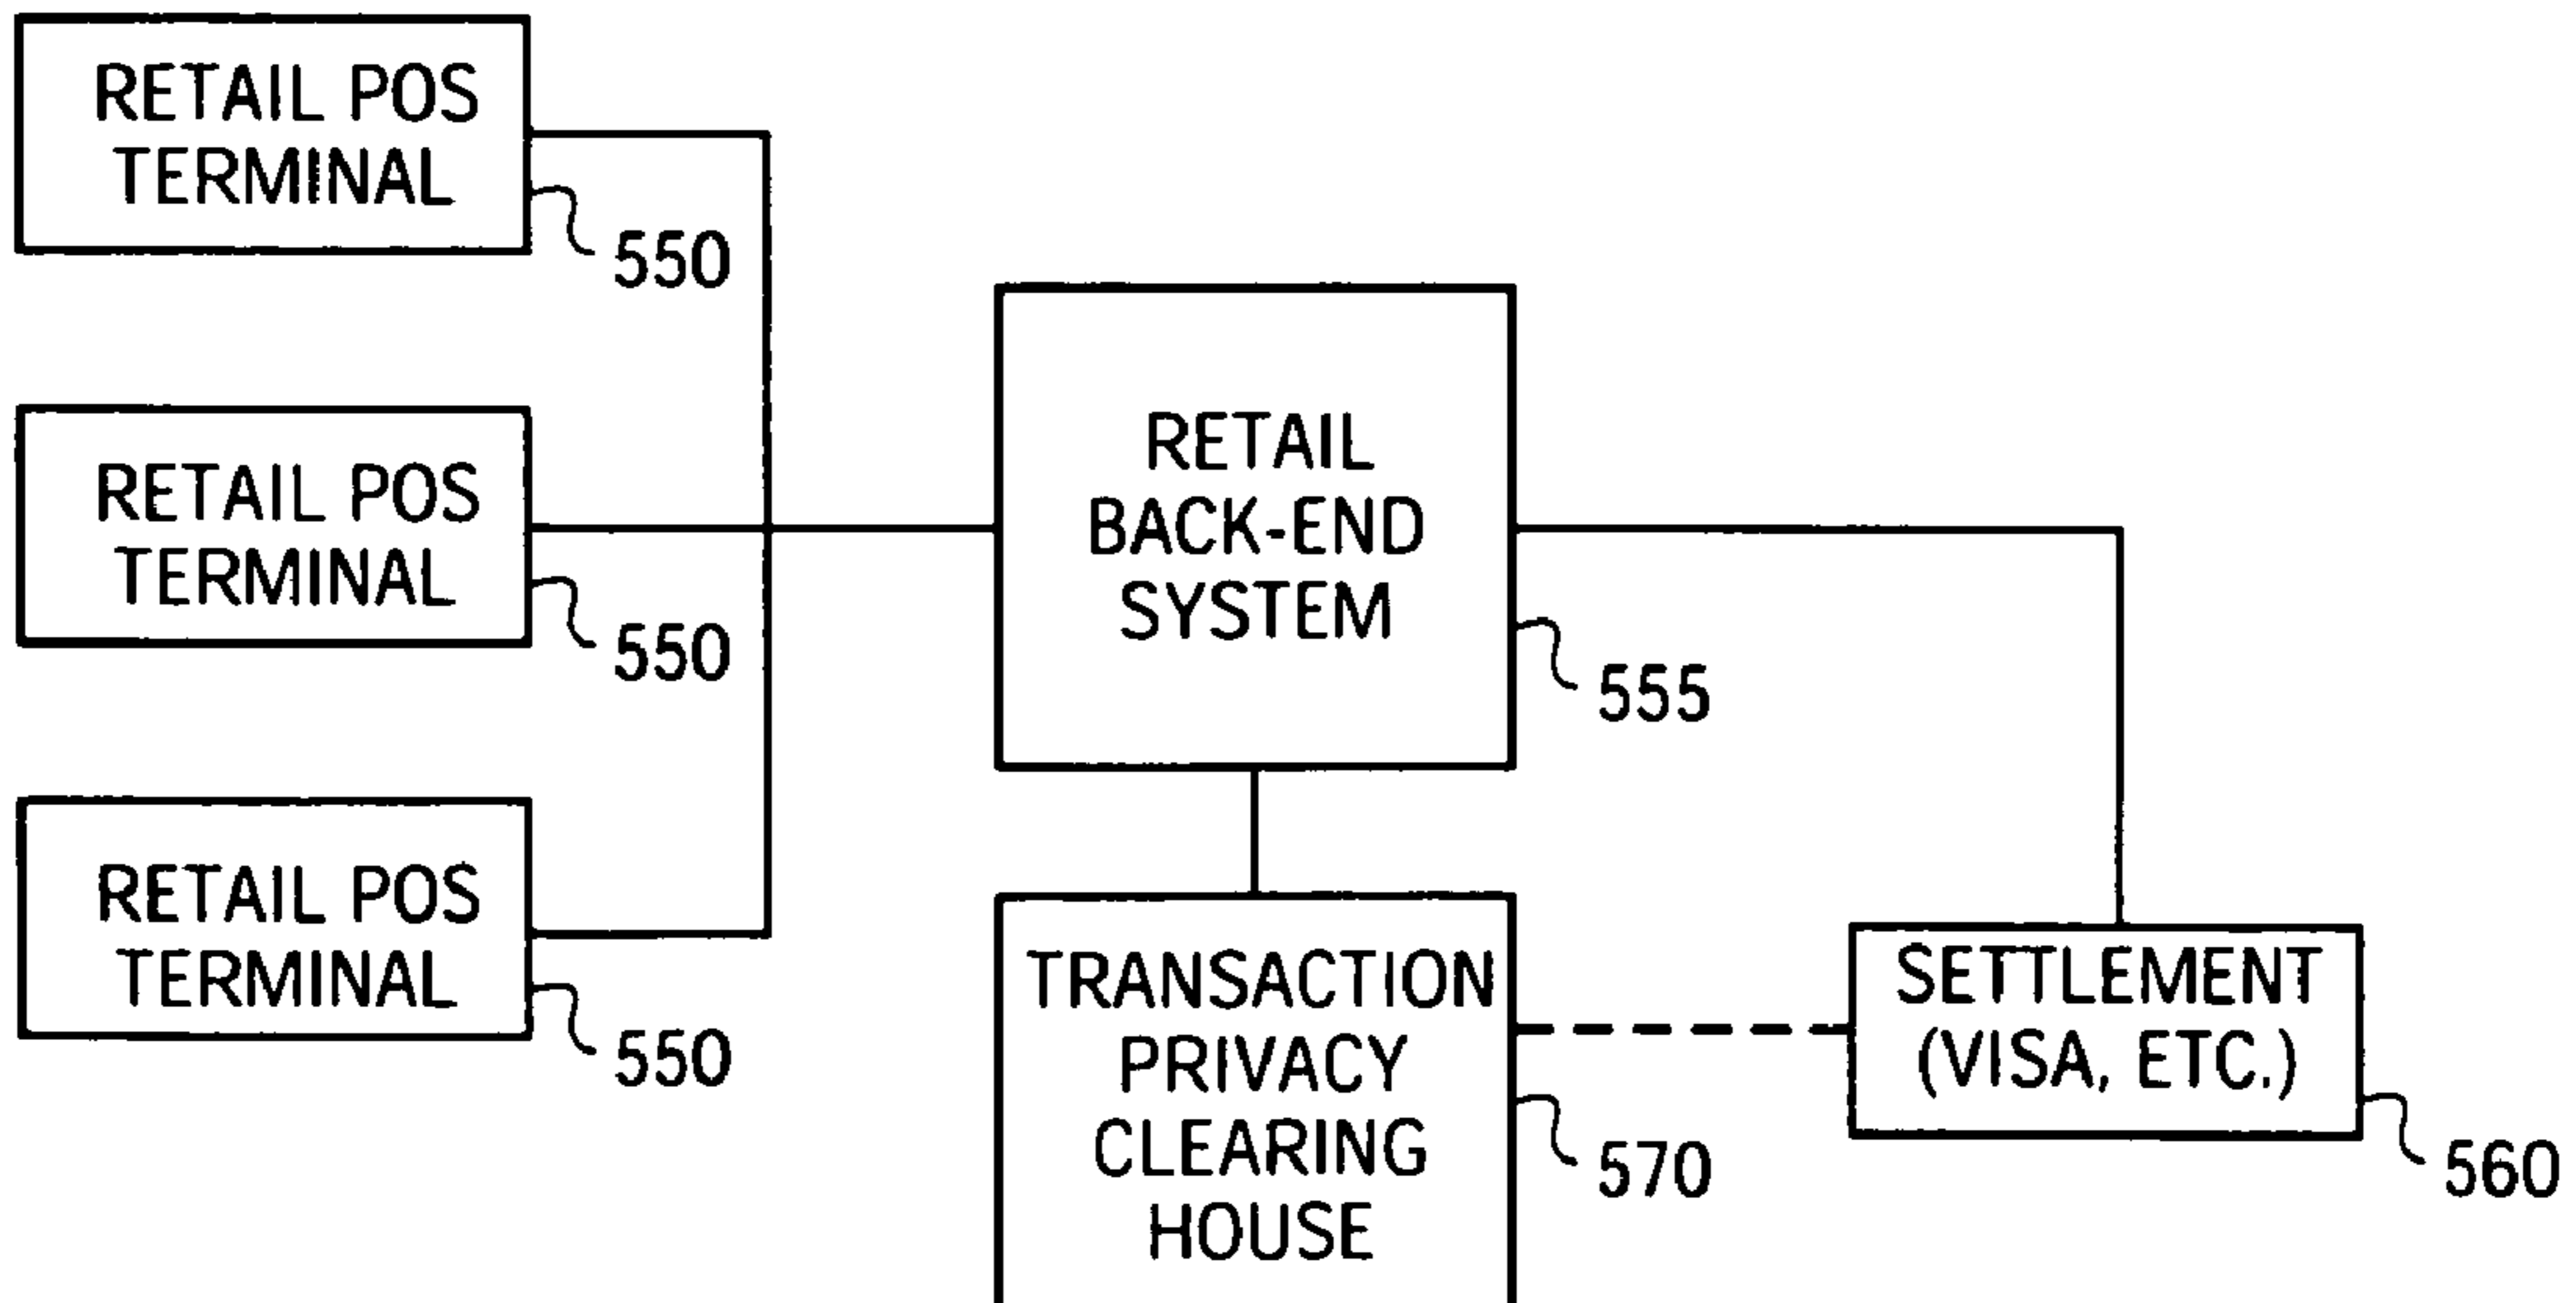 RETAIL POS
TERMINAL
550
RETAIL POS
TERMINAL
550
RETAIL POS
TERMINAL
550
RETAIL
BACK-END
SYSTEM
555
TRANSACTION
PRIVACY
CLEARING
HOUSE
570
SETTLEMENT
(VISA, ETC.)
560